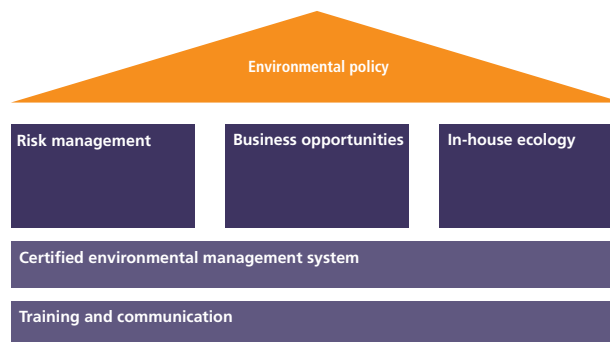 Environmental policy
Risk management
Business opportunities
In-house ecology
Certified environmental management system
Training and communication